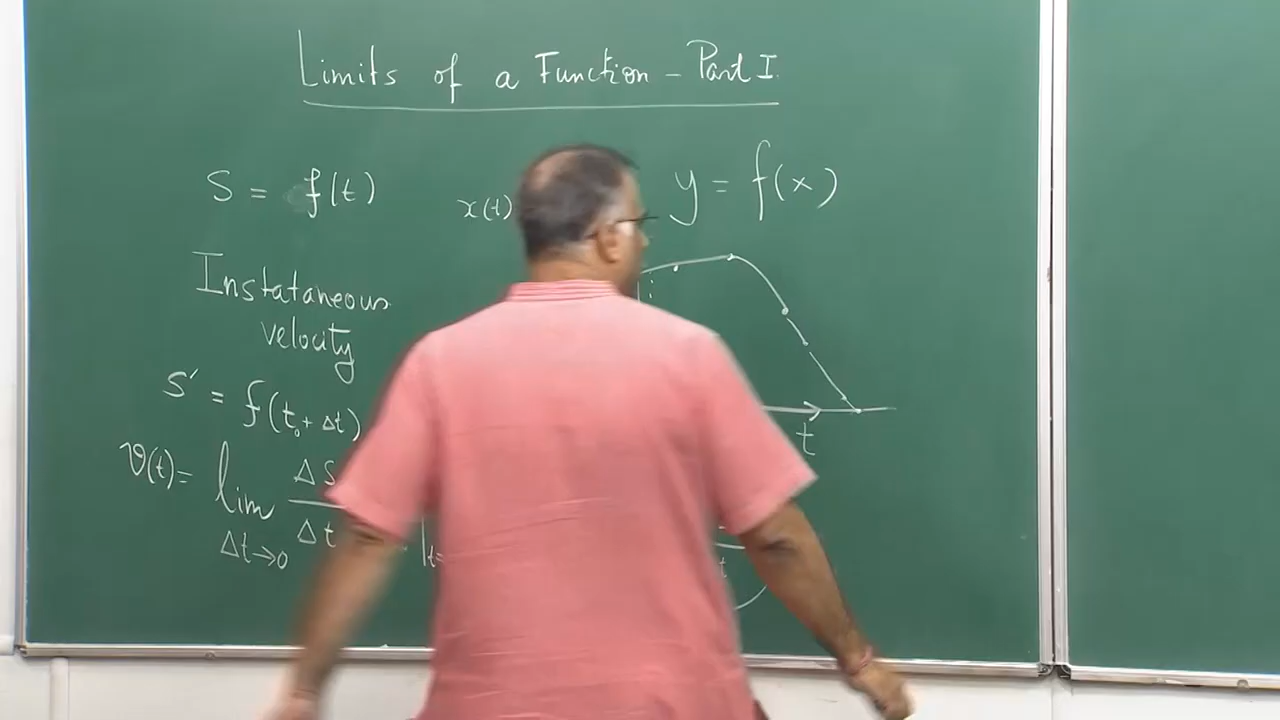 Limits of a Function - Part I
S = f(t)
x(t)
y = f(x)
Instataneous
velocity
S' = f(t₀ + Δt)
v(t) = lim ΔS
Δt→0 Δt
t